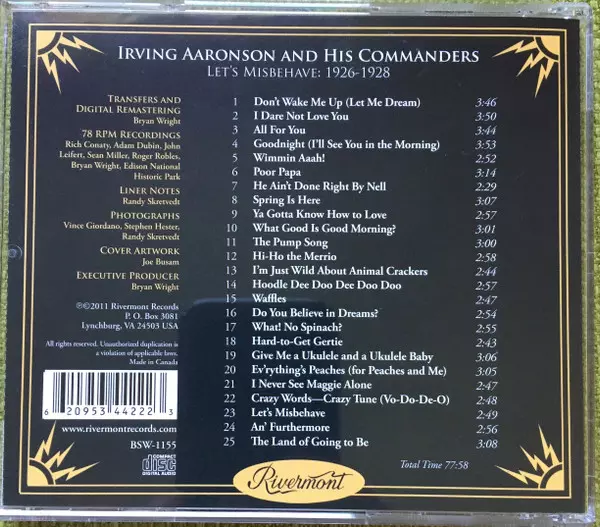 Irving Aaronson and His Commanders
Let's Misbehave: 1926-1928
Transfers and
Digital Remastering
Bryan Wright
78 RPM Recordings
Rich Conaty, Adam Dubin, John
Leifert, Sean Miller, Roger Robles,
Bryan Wright, Edison National
Historic Park
Liner Notes
Randy Skretvedt
Photographs
Vince Giordano, Stephen Hester,
Randy Skretvedt
Cover Artwork
Joe Busam
Executive Producer
Bryan Wright
℗©2011 Rivermont Records
P. O. Box 3081
Lynchburg, VA 24503 USA
All rights reserved. Unauthorized duplication is
a violation of applicable laws.
Made in Canada
6 20953 44222 3
www.rivermontrecords.com
BSW-1155
COMPACT
disc
DIGITAL AUDIO
1 Don't Wake Me Up (Let Me Dream) 3:46
2 I Dare Not Love You 3:50
3 All For You 3:44
4 Goodnight (I'll See You in the Morning) 3:53
5 Wimmin Aaah! 2:52
6 Poor Papa 3:14
7 He Ain't Done Right By Nell 2:29
8 Spring Is Here 3:07
9 Ya Gotta Know How to Love 2:57
10 What Good Is Good Morning? 3:01
11 The Pump Song 3:00
12 Hi-Ho the Merrio 2:58
13 I'm Just Wild About Animal Crackers 2:44
14 Hoodle Dee Doo Dee Doo Doo 2:57
15 Waffles 2:47
16 Do You Believe in Dreams? 2:54
17 What! No Spinach? 2:55
18 Hard-to-Get Gertie 2:43
19 Give Me a Ukulele and a Ukulele Baby 3:06
20 Ev'rything's Peaches (for Peaches and Me) 3:05
21 I Never See Maggie Alone 2:57
22 Crazy Words—Crazy Tune (Vo-Do-De-O) 2:48
23 Let's Misbehave 2:49
24 An' Furthermore 2:56
25 The Land of Going to Be 3:08
Total Time 77:58
Rivermont